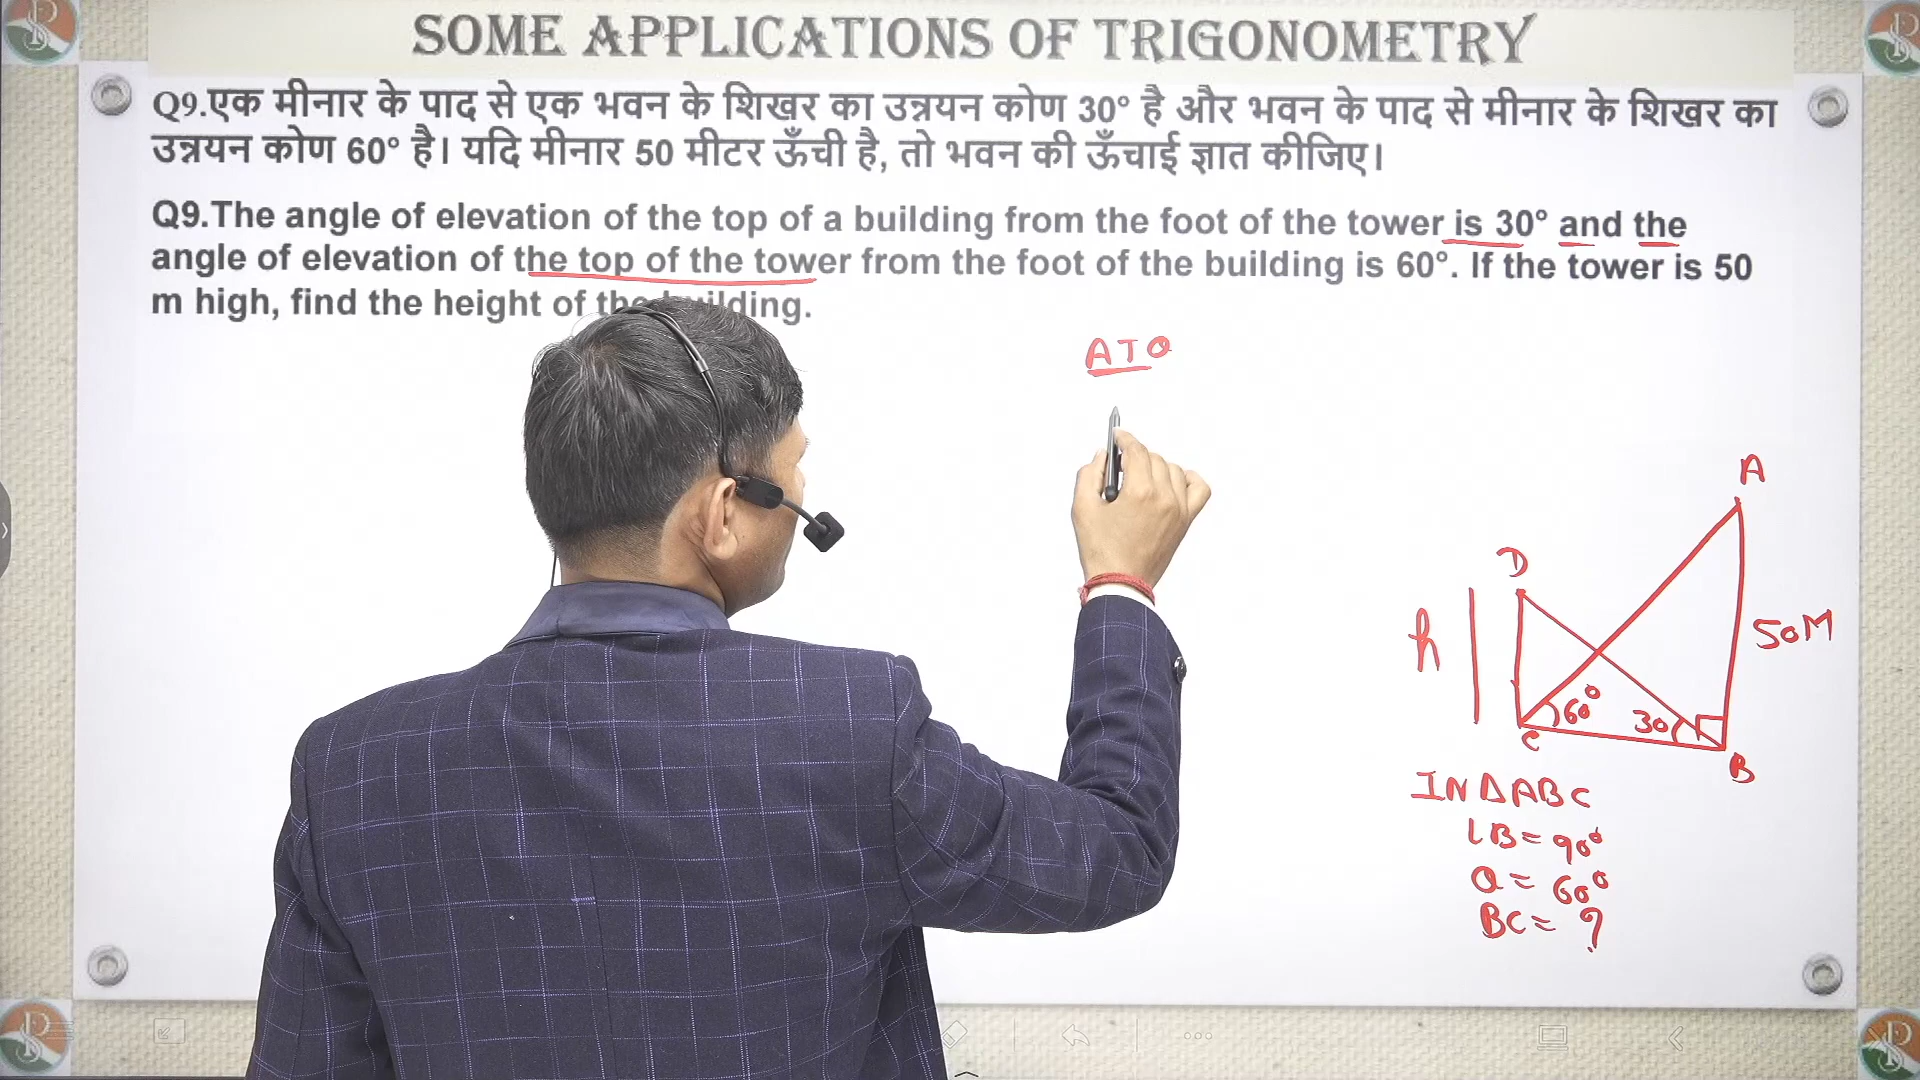 SOME APPLICATIONS OF TRIGONOMETRY
Q9.एक मीनार के पाद से एक भवन के शिखर का उन्नयन कोण 30° है और भवन के पाद से मीनार के शिखर का
उन्नयन कोण 60° है। यदि मीनार 50 मीटर ऊँची है, तो भवन की ऊँचाई ज्ञात कीजिए।
Q9.The angle of elevation of the top of a building from the foot of the tower is 30° and the
angle of elevation of the top of the tower from the foot of the building is 60°. If the tower is 50
m high, find the height of the building.
ATQ
A
D
h
50M
60°
30
C
B
IN ∆ABC
∠B = 90°
Q = 60°
BC = ?